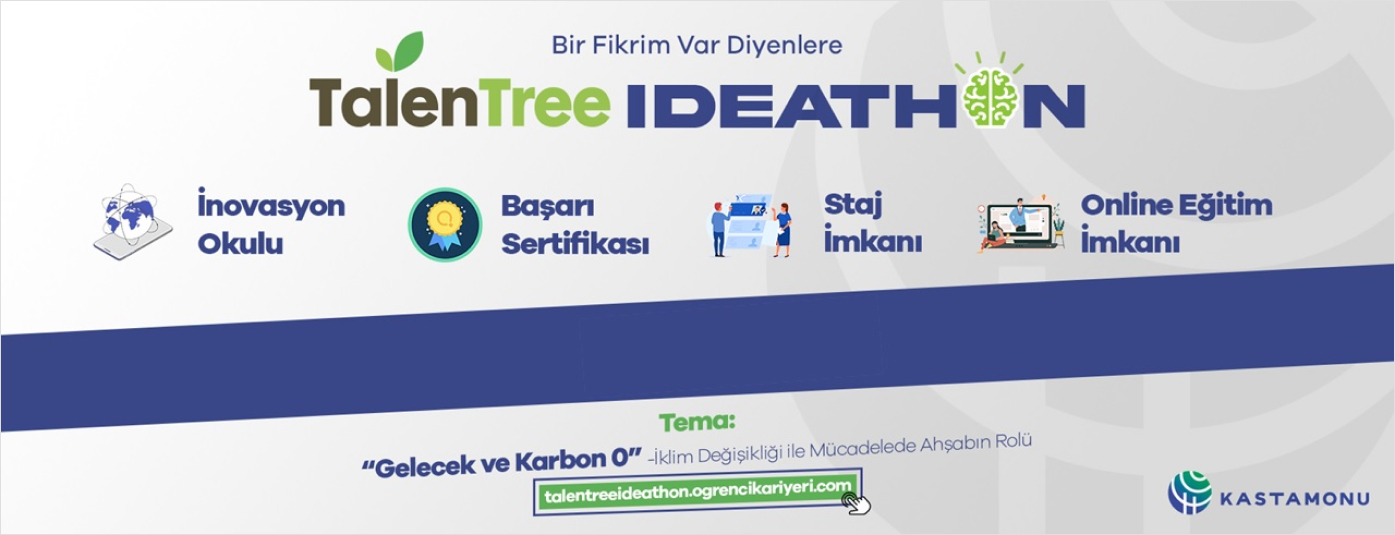 Bir Fikrim Var Diyenlere
TalenTree IDEATHON
İnovasyon
Okulu
Başarı
Sertifikası
Staj
İmkanı
Online Eğitim
İmkanı
Tema:
“Gelecek ve Karbon 0” -İklim Değişikliği ile Mücadelede Ahşabın Rolü
talentreeideathon.ogrencikariyeri.com
KASTAMONU